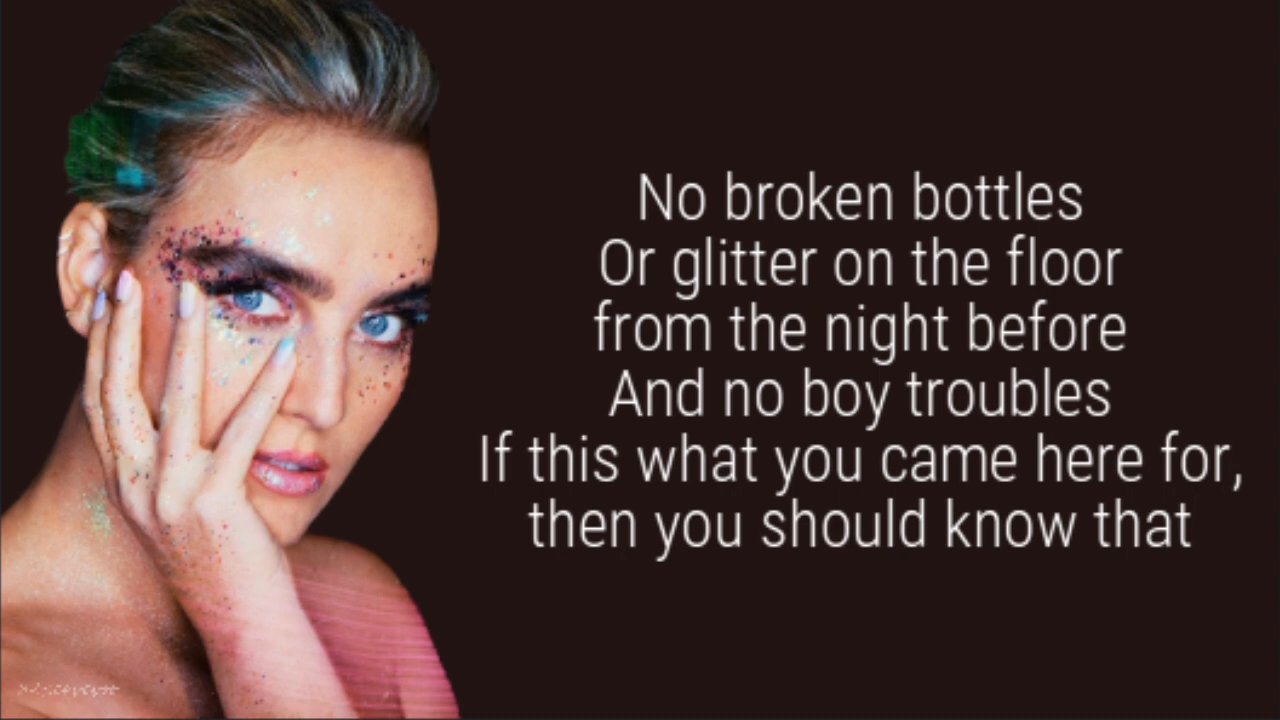 No broken bottles
Or glitter on the floor
from the night before
And no boy troubles
If this what you came here for,
then you should know that